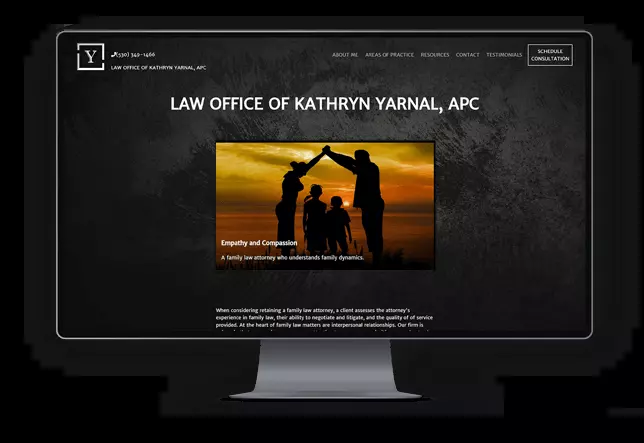 Y
(530) 342-1466
LAW OFFICE OF KATHRYN YARNAL, APC
ABOUT ME AREAS OF PRACTICE RESOURCES CONTACT TESTIMONIALS
SCHEDULE
CONSULTATION
LAW OFFICE OF KATHRYN YARNAL, APC
Empathy and Compassion
A family law attorney who understands family dynamics.
When considering retaining a family law attorney, a client assesses the attorney's
experience in family law, their ability to negotiate and litigate, and the quality of service
provided. At the heart of family law matters are interpersonal relationships. Our firm is